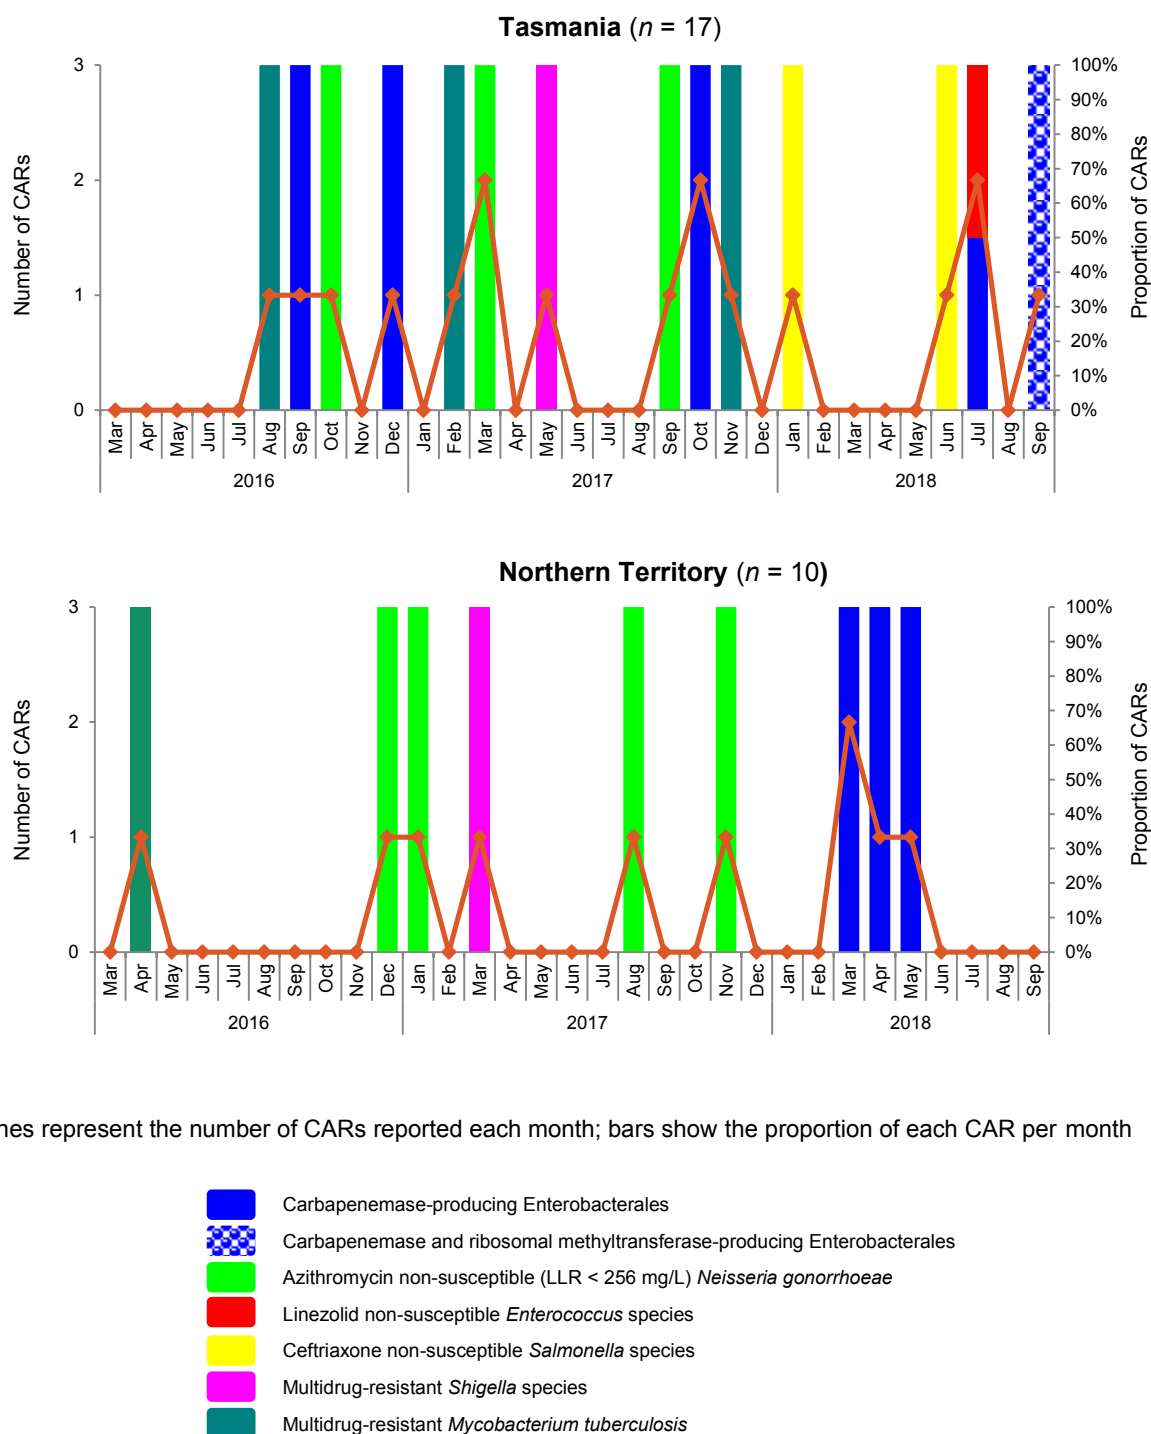 Tasmania (n = 17)
Number of CARs
3
2
1
0
100%
90%
80%
70%
60%
50%
40%
30%
20%
10%
0%
Proportion of CARs
Mar Apr May Jun Jul Aug Sep Oct Nov Dec Jan Feb Mar Apr May Jun Jul Aug Sep Oct Nov Dec Jan Feb Mar Apr May Jun Jul Aug Sep
2016 2017 2018
Northern Territory (n = 10)
Number of CARs
3
2
1
0
100%
90%
80%
70%
60%
50%
40%
30%
20%
10%
0%
Proportion of CARs
Mar Apr May Jun Jul Aug Sep Oct Nov Dec Jan Feb Mar Apr May Jun Jul Aug Sep Oct Nov Dec Jan Feb Mar Apr May Jun Jul Aug Sep
2016 2017 2018
nes represent the number of CARs reported each month; bars show the proportion of each CAR per month
Carbapenemase-producing Enterobacterales
Carbapenemase and ribosomal methyltransferase-producing Enterobacterales
Azithromycin non-susceptible (LLR < 256 mg/L) Neisseria gonorrhoeae
Linezolid non-susceptible Enterococcus species
Ceftriaxone non-susceptible Salmonella species
Multidrug-resistant Shigella species
Multidrug-resistant Mycobacterium tuberculosis